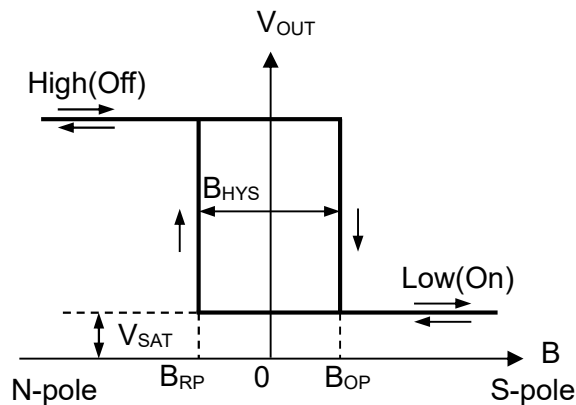 VOUT
High(Off)
BHYS
Low(On)
VSAT
BRP 0 BOP B
N-pole S-pole